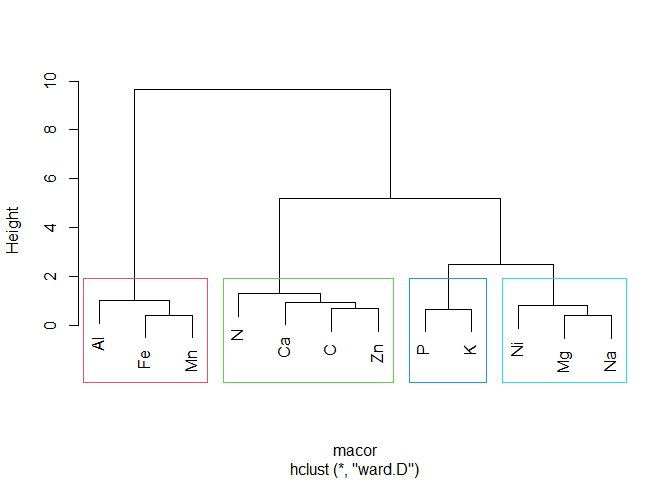 Height
10
8
6
4
2
0
Al
Fe
Mn
N
Ca
C
Zn
P
K
Ni
Mg
Na
macor
hclust (*, "ward.D")